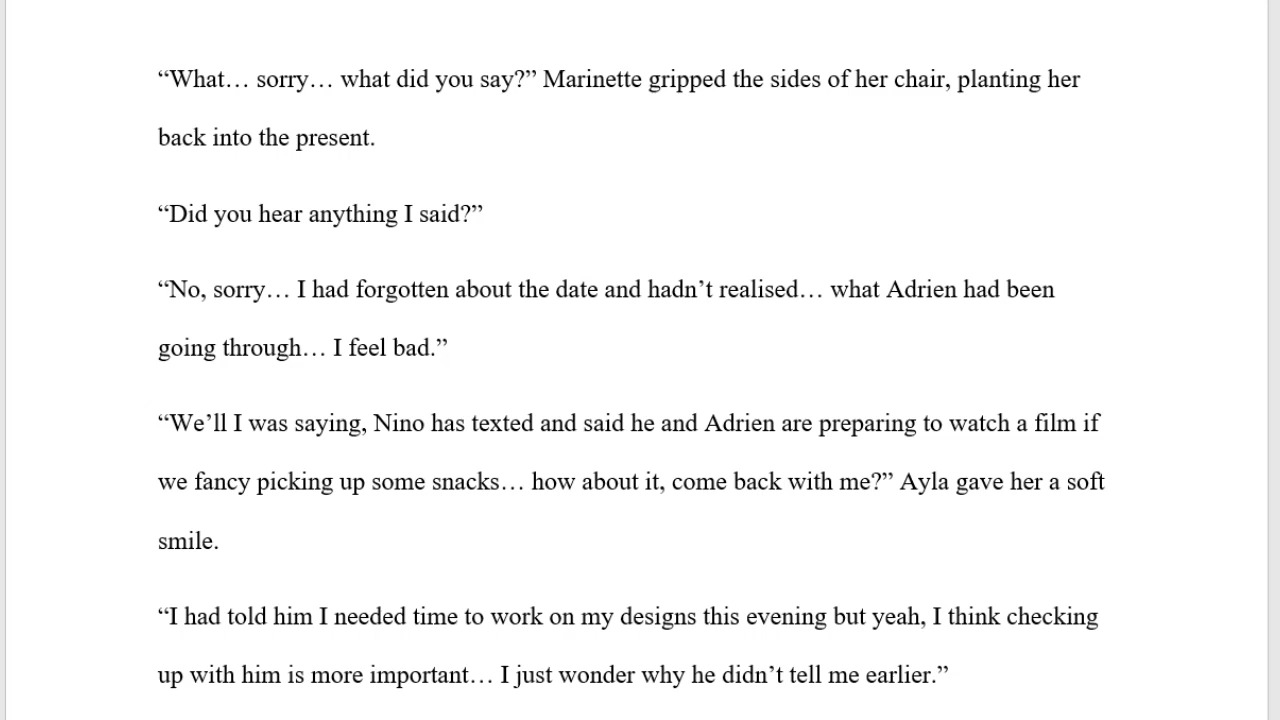 “What… sorry… what did you say?” Marinette gripped the sides of her chair, planting her
back into the present.
“Did you hear anything I said?”
“No, sorry… I had forgotten about the date and hadn’t realised… what Adrien had been
going through… I feel bad.”
“We’ll I was saying, Nino has texted and said he and Adrien are preparing to watch a film if
we fancy picking up some snacks… how about it, come back with me?” Ayla gave her a soft
smile.
“I had told him I needed time to work on my designs this evening but yeah, I think checking
up with him is more important… I just wonder why he didn’t tell me earlier.”